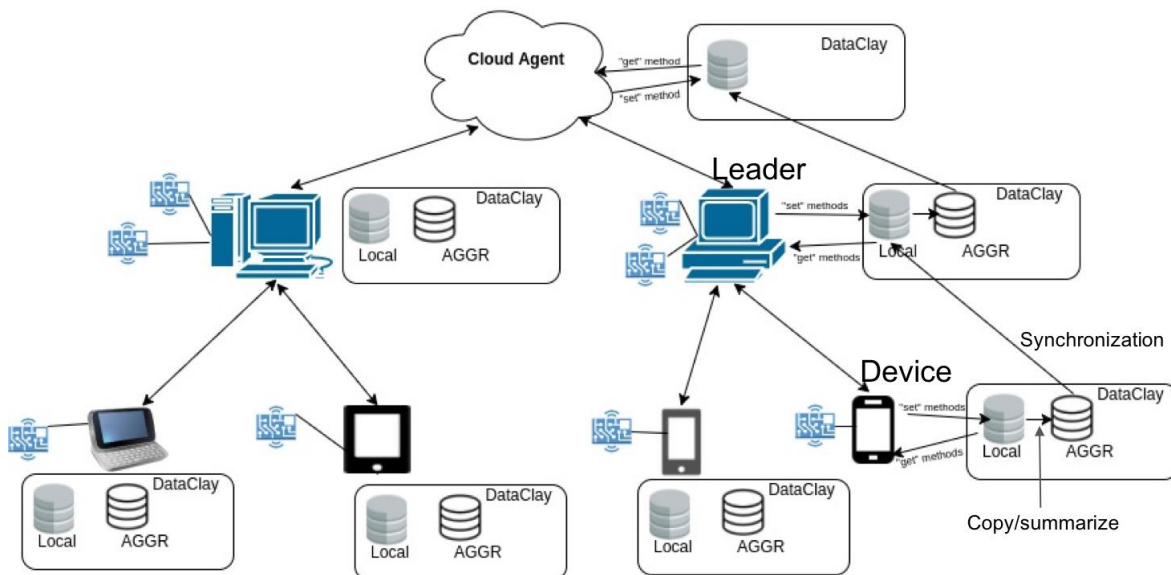 Cloud Agent
"get" method
"set" method
DataClay
Leader
DataClay
Local
AGGR
"set" methods
"get" methods
DataClay
Local
AGGR
Synchronization
Device
"set" methods
"get" methods
DataClay
Local
AGGR
Copy/summarize
DataClay
Local
AGGR
DataClay
Local
AGGR
DataClay
Local
AGGR